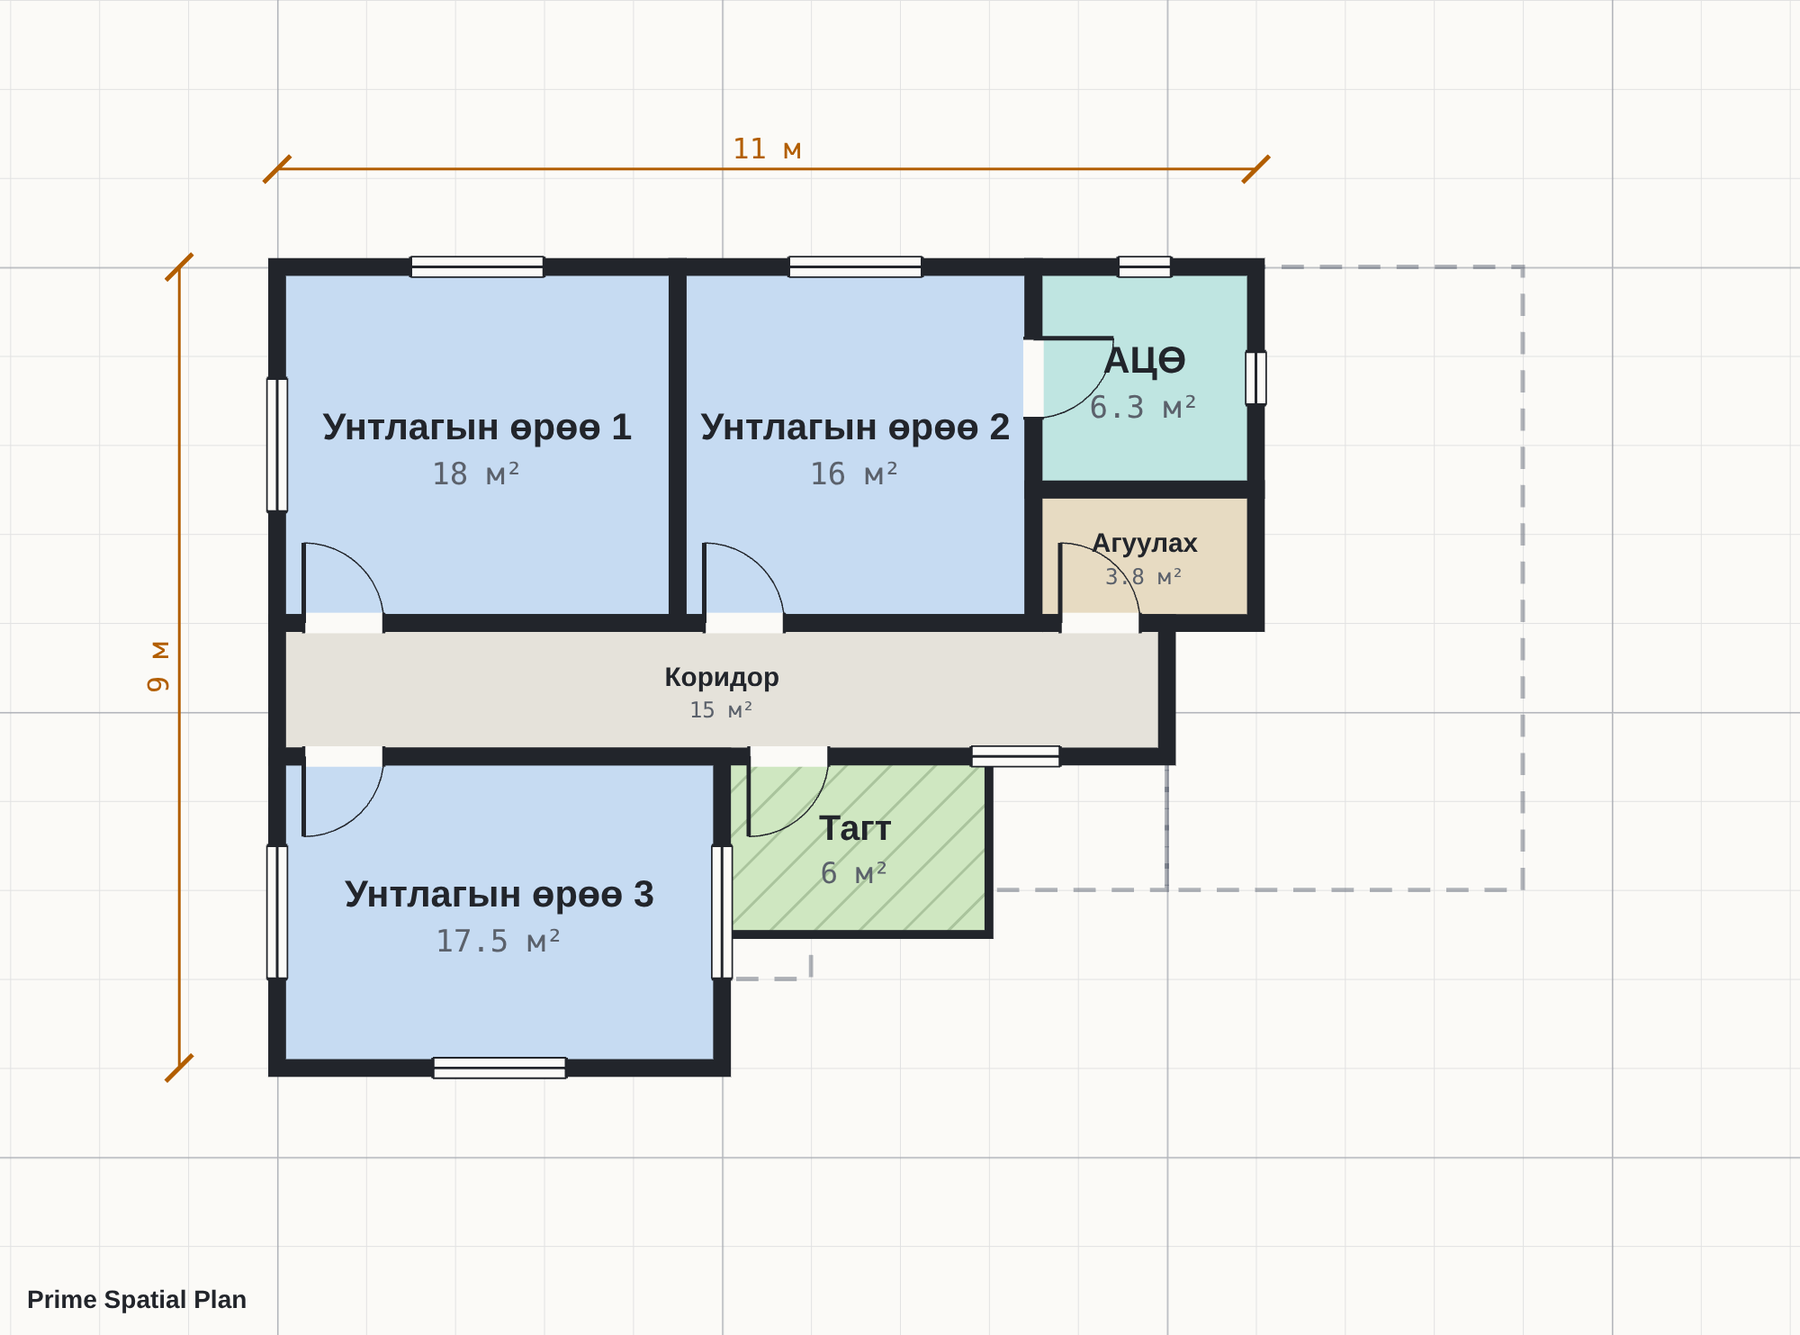 11 м
9 м
Унтлагын өрөө 1
18 м²
Унтлагын өрөө 2
16 м²
АЦӨ
6.3 м²
Агуулах
3.8 м²
Коридор
15 м²
Унтлагын өрөө 3
17.5 м²
Тагт
6 м²
Prime Spatial Plan